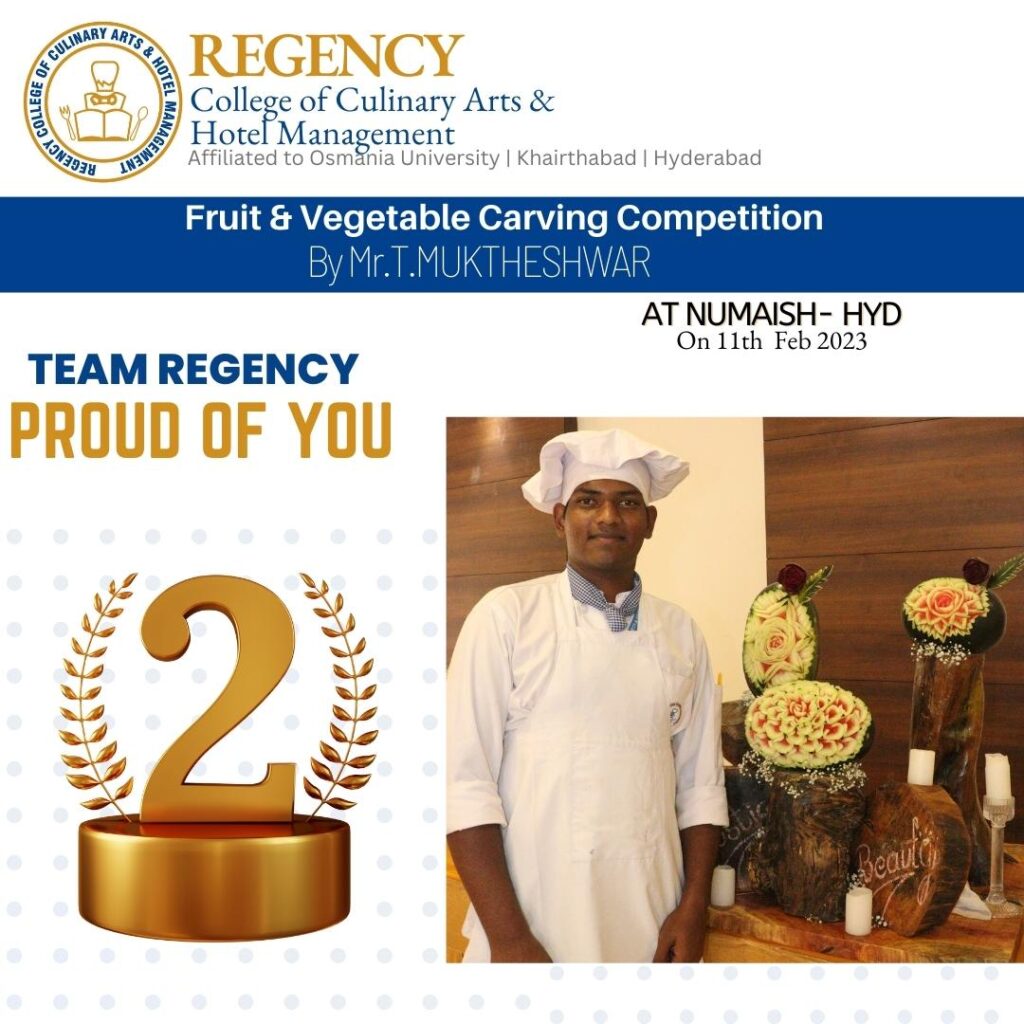 REGENCY COLLEGE OF CULINARY ARTS & HOTEL MANAGEMENT
REGENCY
College of Culinary Arts &
Hotel Management
Affiliated to Osmania University | Khairthabad | Hyderabad
Fruit & Vegetable Carving Competition
By Mr.T.MUKTHESHWAR
AT NUMAISH- HYD
On 11th Feb 2023
TEAM REGENCY
PROUD OF YOU
2
Beauty